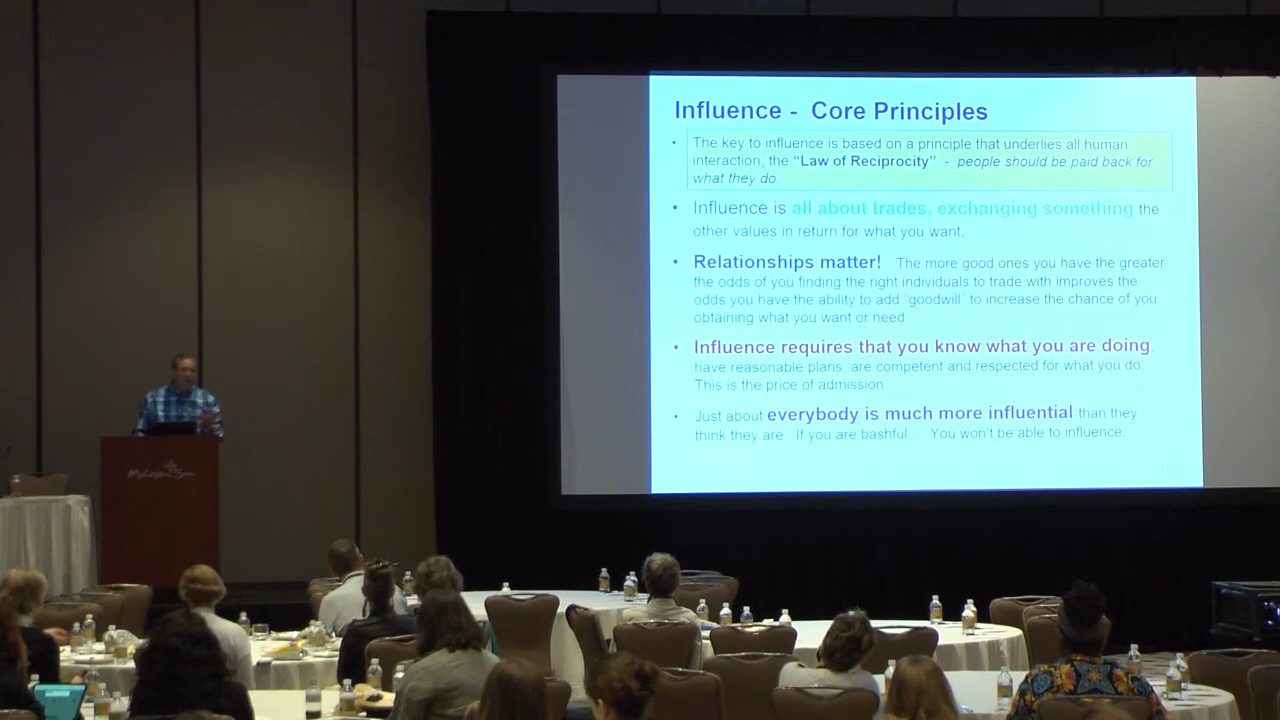 Influence - Core Principles
• The key to influence is based on a principle that underlies all human
interaction, the “Law of Reciprocity” - people should be paid back for
what they do.
• Influence is all about trades, exchanging something the
other values in return for what you want.
• Relationships matter! The more good ones you have the greater
the odds of you finding the right individuals to trade with improves the
odds you have the ability to add “goodwill” to increase the chance of you
obtaining what you want or need.
• Influence requires that you know what you are doing,
have reasonable plans, are competent and respected for what you do.
This is the price of admission
• Just about everybody is much more influential than they
think they are. If you are bashful ... You won't be able to influence.